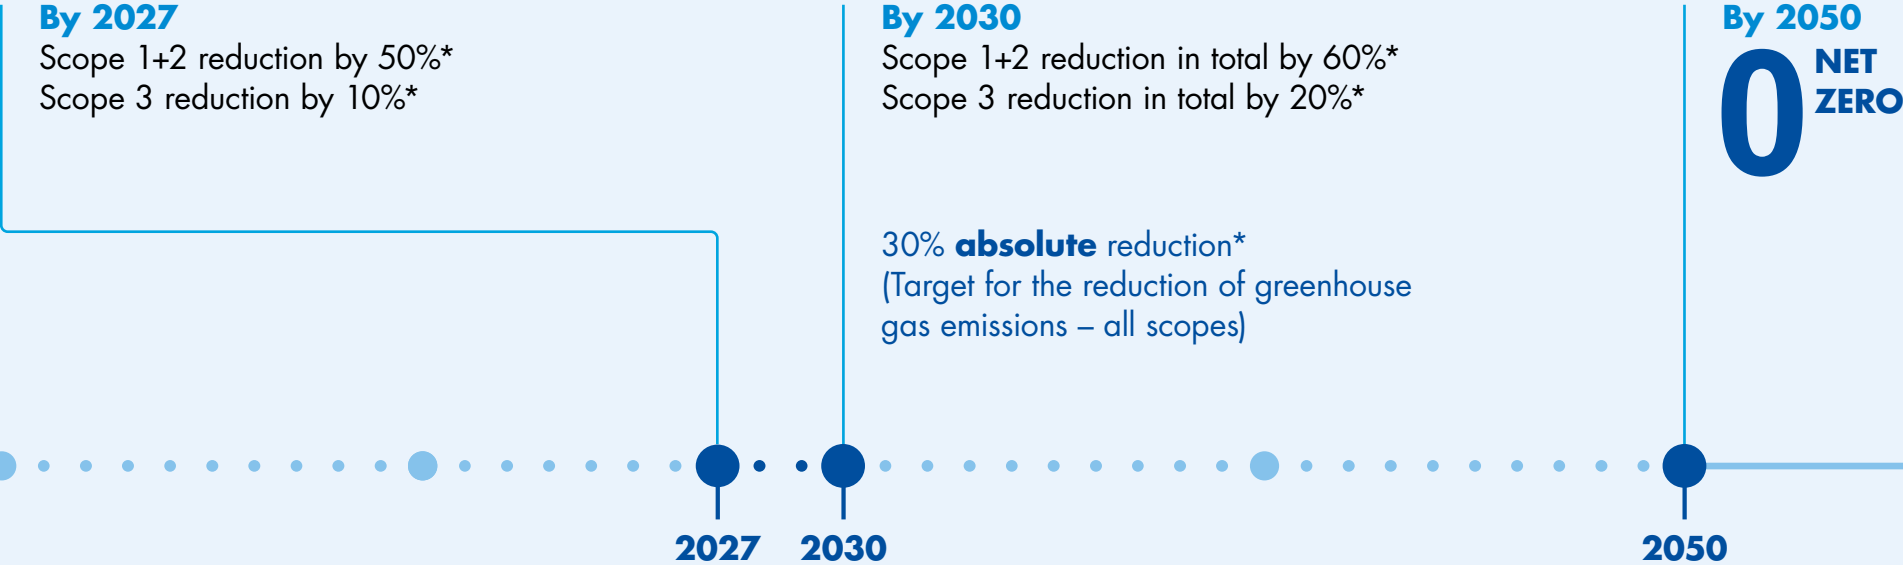 By 2027
Scope 1+2 reduction by 50%*
Scope 3 reduction by 10%*
By 2030
Scope 1+2 reduction in total by 60%*
Scope 3 reduction in total by 20%*
30% absolute reduction*
(Target for the reduction of greenhouse
gas emissions – all scopes)
By 2050
0 NET
ZERO
2027
2030
2050